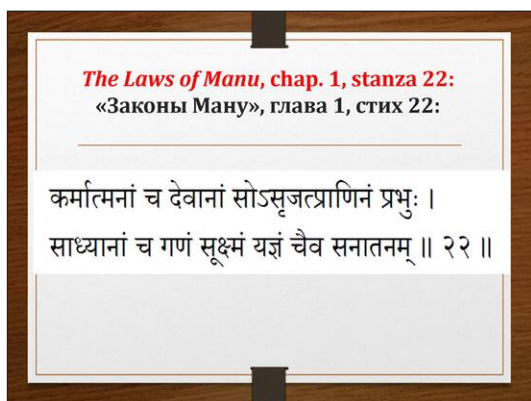 The Laws of Manu, chap. 1, stanza 22:
«Законы Ману», глава 1, стих 22:
कर्मात्मनां च देवानां सोऽसृजत्प्राणिनं प्रभुः ।
साध्यानां च गणं सूक्ष्मं यज्ञं चैव सनातनम् ॥ २२ ॥